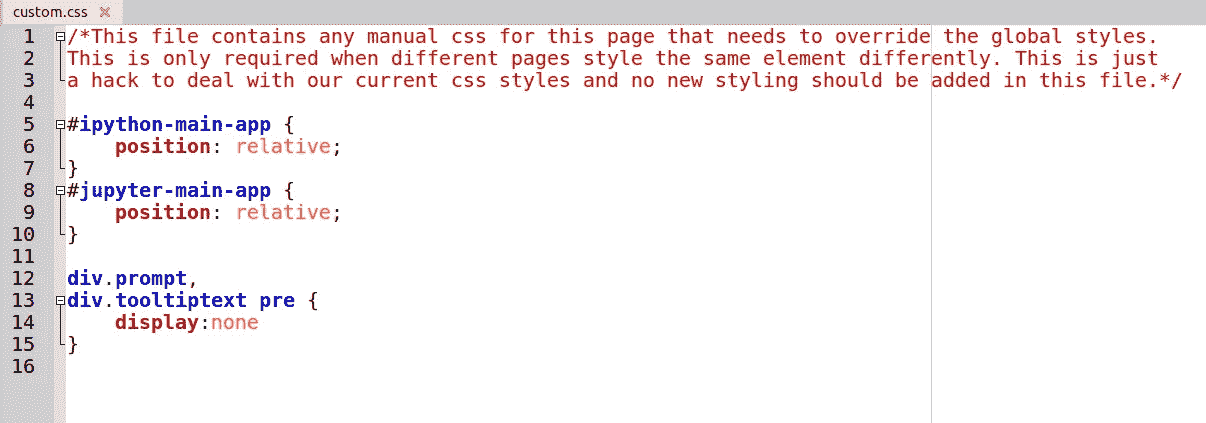 custom.css
1 /*This file contains any manual css for this page that needs to override the global styles.
2 This is only required when different pages style the same element differently. This is just
3 a hack to deal with our current css styles and no new styling should be added in this file.*/
4
5 #ipython-main-app {
6     position: relative;
7 }
8 #jupyter-main-app {
9     position: relative;
10 }
11
12 div.prompt,
13 div.tooltiptext pre {
14     display:none
15 }
16